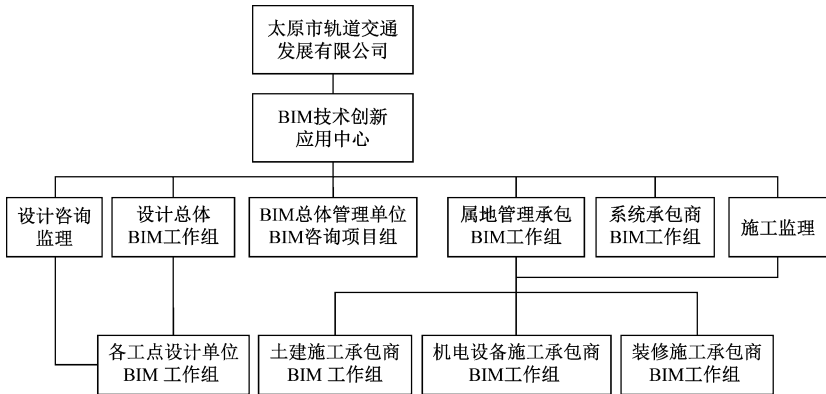 太原市轨道交通
发展有限公司
BIM技术创新
应用中心
设计咨询
监理
设计总体
BIM工作组
BIM总体管理单位
BIM咨询项目组
属地管理承包
BIM工作组
系统承包商
BIM工作组
施工监理
各工点设计单位
BIM 工作组
土建施工承包商
BIM 工作组
机电设备施工承包商
BIM工作组
装修施工承包商
BIM工作组